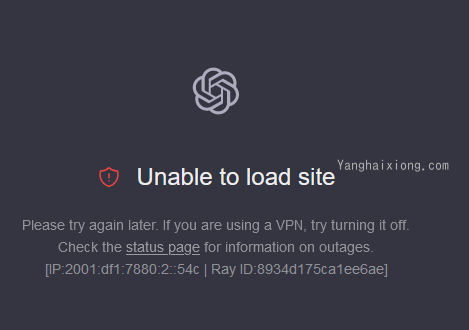 Unable to load site
Yanghaixiong.com
Please try again later. If you are using a VPN, try turning it off.
Check the status page for information on outages.
[IP:2001:df1:7880:2::54c | Ray ID:8934d175ca1ee6ae]